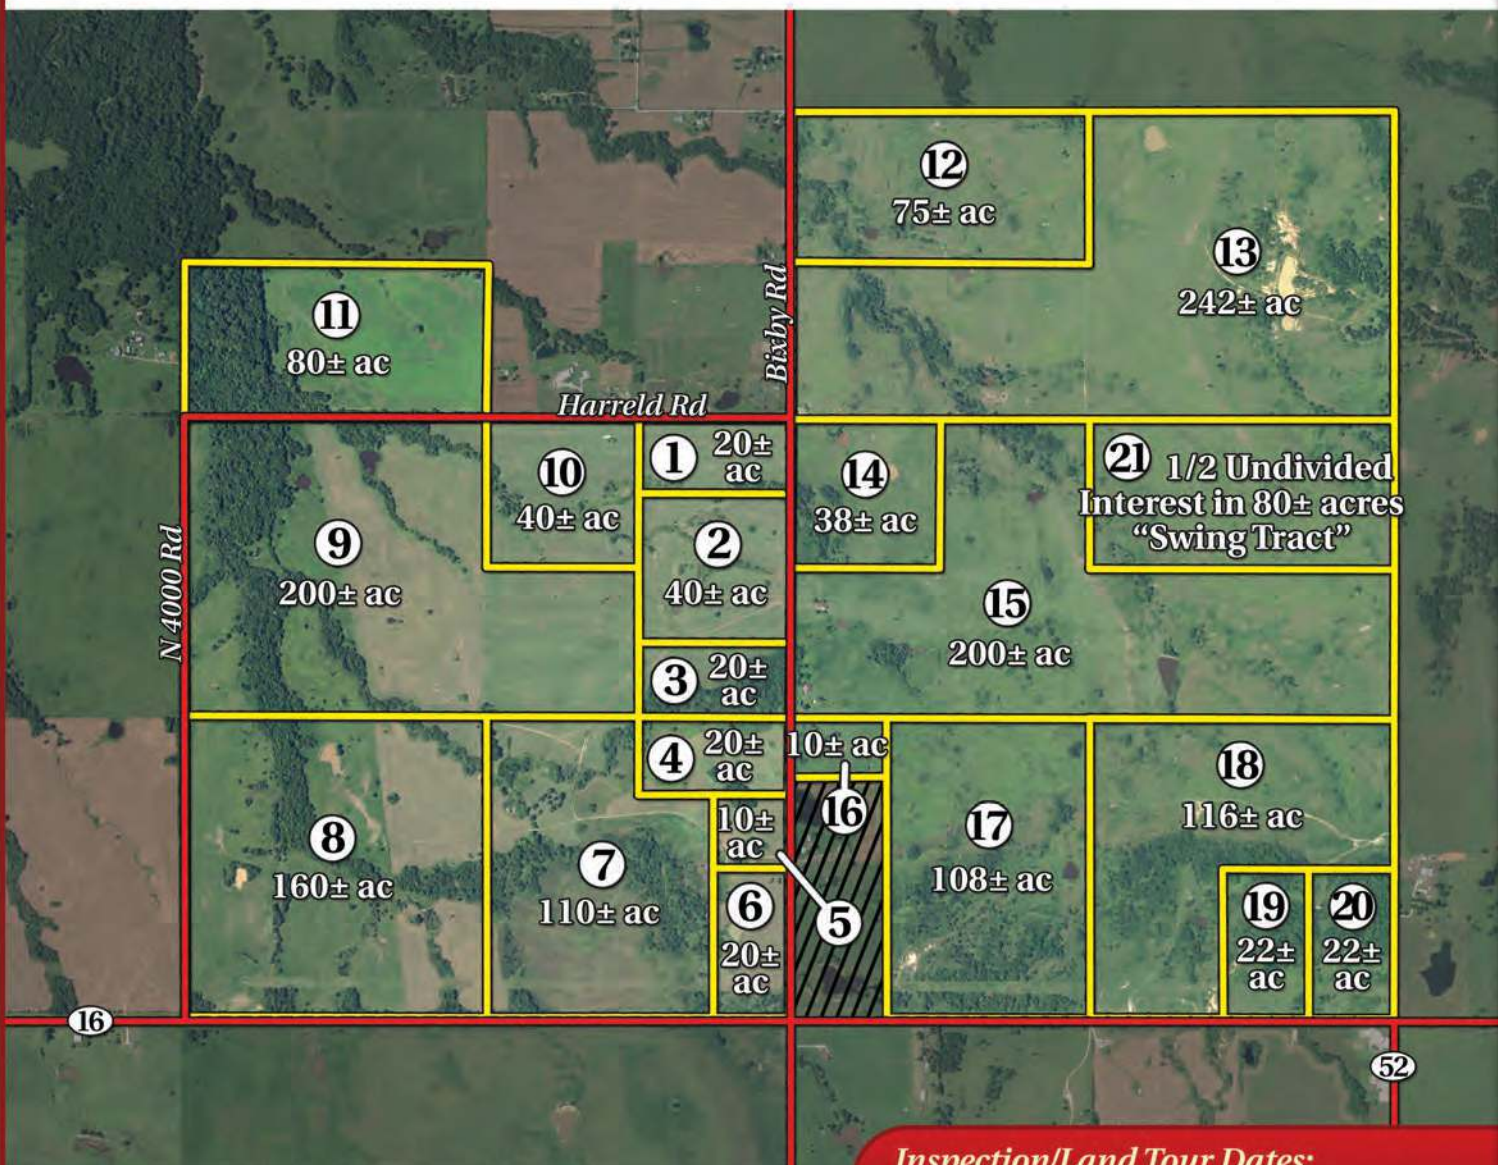 12
75± ac
13
242± ac
11
80± ac
Bixby Rd
Harreld Rd
1
20±
ac
10
40± ac
14
38± ac
21
1/2 Undivided
Interest in 80± acres
“Swing Tract”
N 4000 Rd
9
200± ac
2
40± ac
15
200± ac
3
20±
ac
4
20±
ac
10± ac
16
18
116± ac
8
160± ac
7
110± ac
10±
ac
5
17
108± ac
6
20±
ac
19
22±
ac
20
22±
ac
16
52
Inspection/Land Tour Dates: